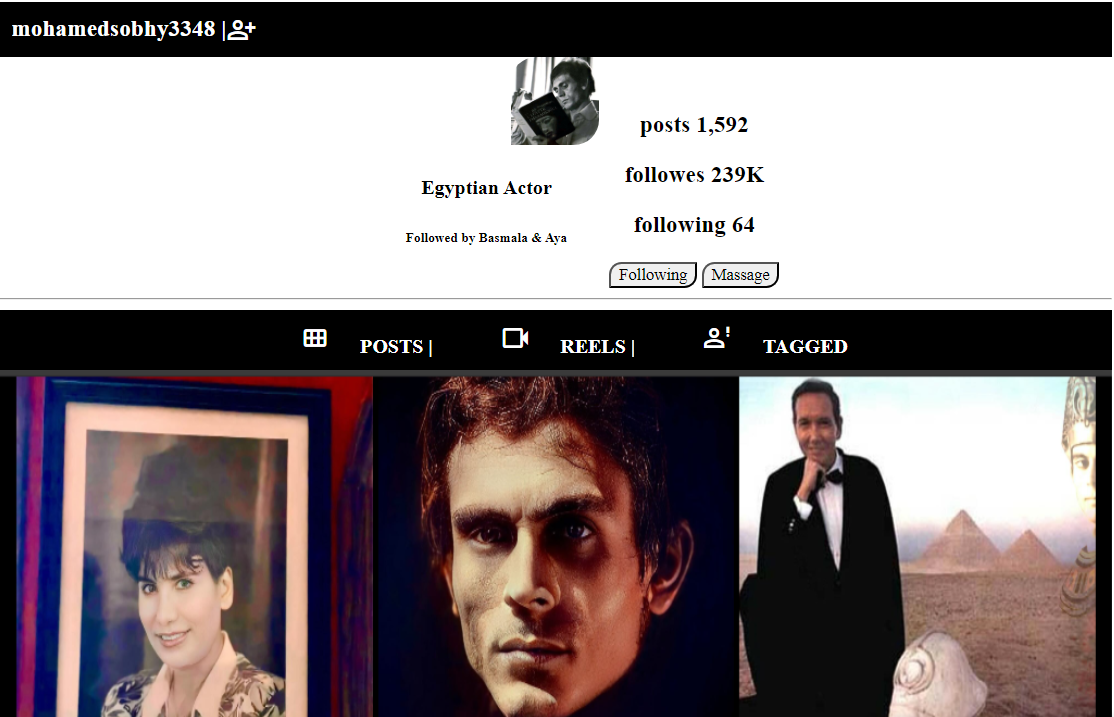 mohamedsobhy3348 |
posts 1,592
followes 239K
Egyptian Actor
following 64
Followed by Basmala & Aya
Following Massage
POSTS | REELS | TAGGED